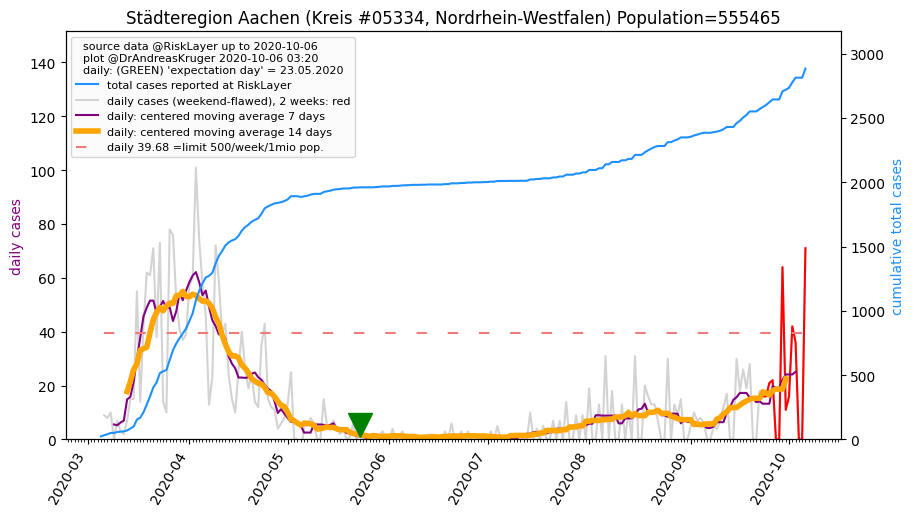 Städteregion Aachen (Kreis #05334, Nordrhein-Westfalen) Population=555465
source data @RiskLayer up to 2020-10-06
plot @DrAndreasKruger 2020-10-06 03:20
daily: (GREEN) 'expectation day' = 23.05.2020
total cases reported at RiskLayer
daily cases (weekend-flawed), 2 weeks: red
daily: centered moving average 7 days
daily: centered moving average 14 days
daily 39.68 =limit 500/week/1mio pop.
daily cases
140
120
100
80
60
40
20
0
cumulative total cases
3000
2500
2000
1500
1000
500
0
2020-03
2020-04
2020-05
2020-06
2020-07
2020-08
2020-09
2020-10